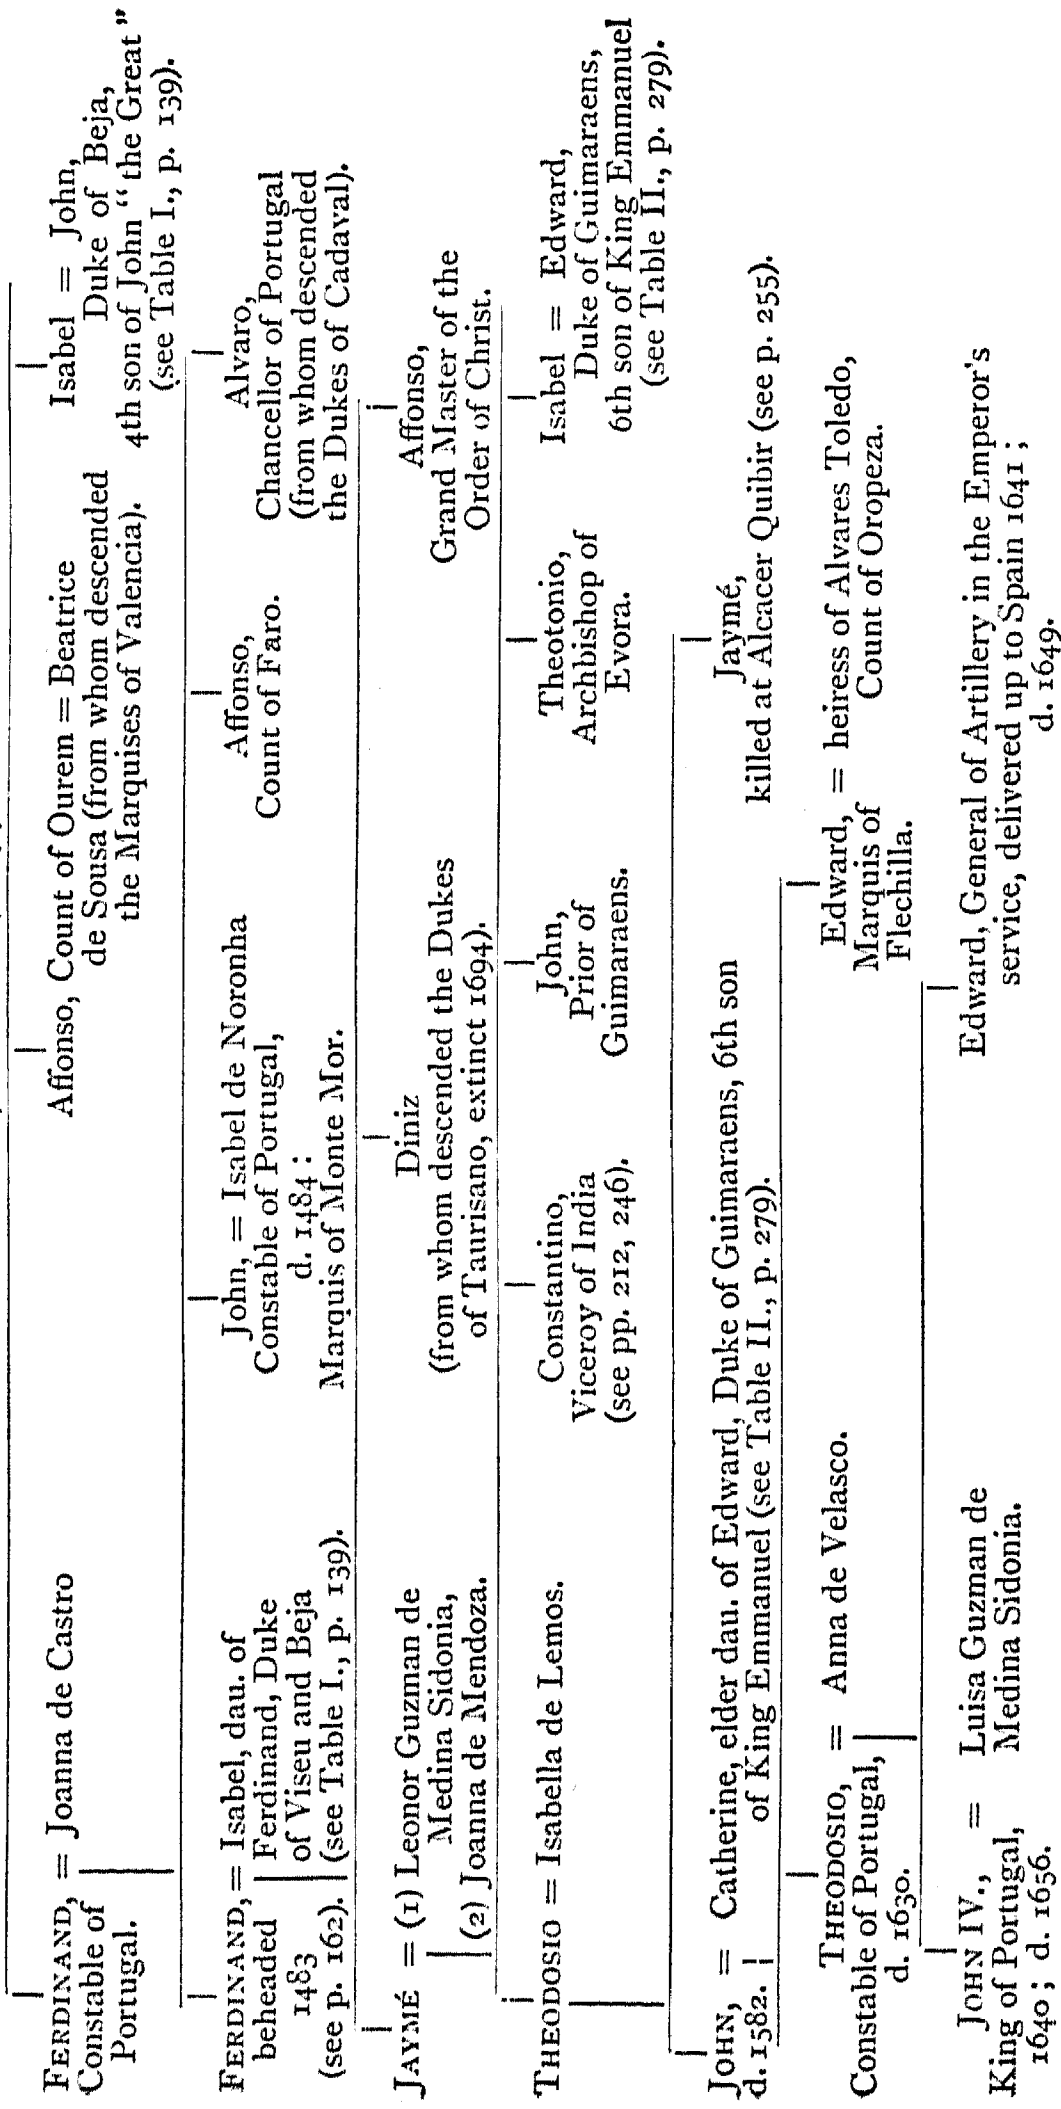 FERDINAND, = Joanna de Castro
Constable of
Portugal.
Affonso, Count of Ourem = Beatrice
de Sousa (from whom descended
the Marquises of Valencia).
Isabel = John,
Duke of Beja,
4th son of John “the Great”
(see Table I., p. 139).
FERDINAND, = Isabel, dau. of
beheaded Ferdinand, Duke
1483 of Viseu and Beja
(see p. 162). (see Table I., p. 139).
John, = Isabel de Noronha
Constable of Portugal,
d. 1484 :
Marquis of Monte Mor.
Affonso,
Count of Faro.
Alvaro,
Chancellor of Portugal
(from whom descended
the Dukes of Cadaval).
JAYMÉ = (1) Leonor Guzman de
Medina Sidonia,
(2) Joanna de Mendoza.
Diniz
(from whom descended the Dukes
of Taurisano, extinct 1694).
Affonso,
Grand Master of the
Order of Christ.
THEODOSIO = Isabella de Lemos.
Constantino,
Viceroy of India
(see pp. 212, 246).
John,
Prior of
Guimaraens.
Theotonio,
Archbishop of
Evora.
Isabel = Edward,
Duke of Guimaraens,
6th son of King Emmanuel
(see Table II., p. 279).
JOHN, = Catherine, elder dau. of Edward, Duke of Guimaraens, 6th son
d. 1582. of King Emmanuel (see Table II., p. 279).
Jaymé,
killed at Alcacer Quibir (see p. 255).
THEODOSIO, = Anna de Velasco.
Constable of Portugal,
d. 1630.
Edward, = heiress of Alvares Toledo,
Marquis of Count of Oropeza.
Flechilla.
JOHN IV., = Luisa Guzman de
King of Portugal, Medina Sidonia.
1640 ; d. 1656.
Edward, General of Artillery in the Emperor's
service, delivered up to Spain 1641 ;
d. 1649.